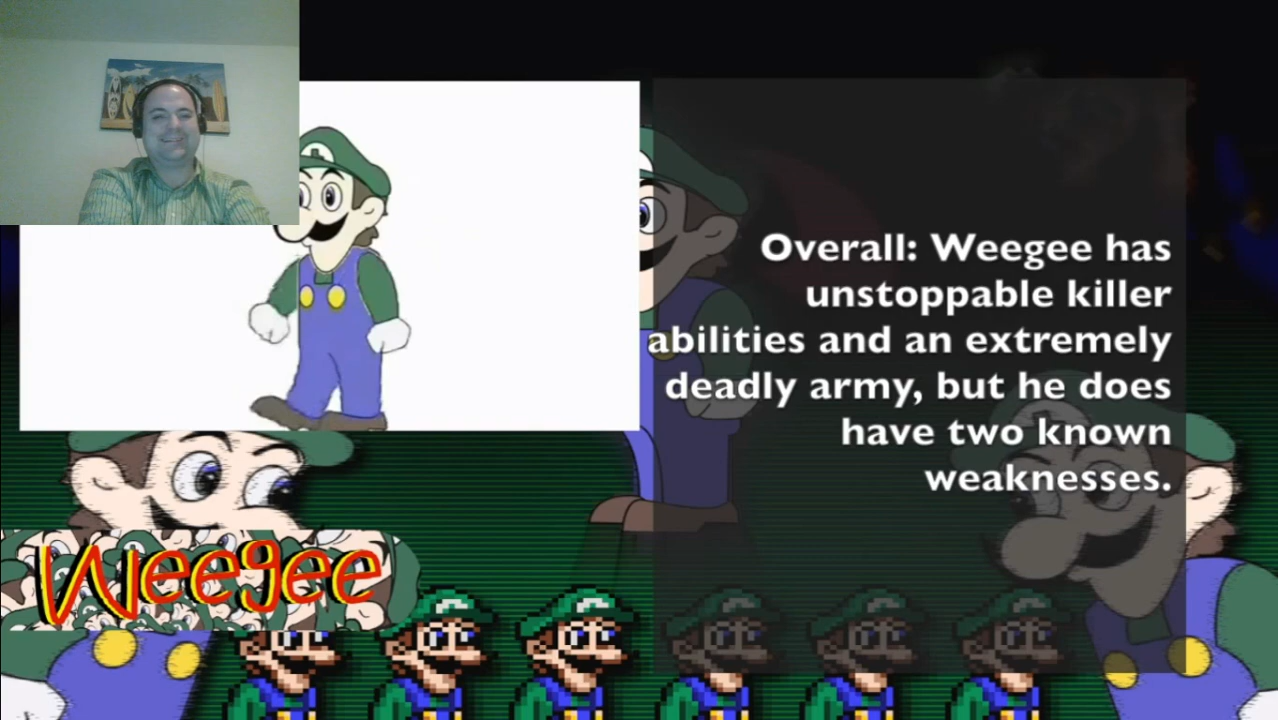 Overall: Weegee has
unstoppable killer
abilities and an extremely
deadly army, but he does
have two known
weaknesses.
Weegee